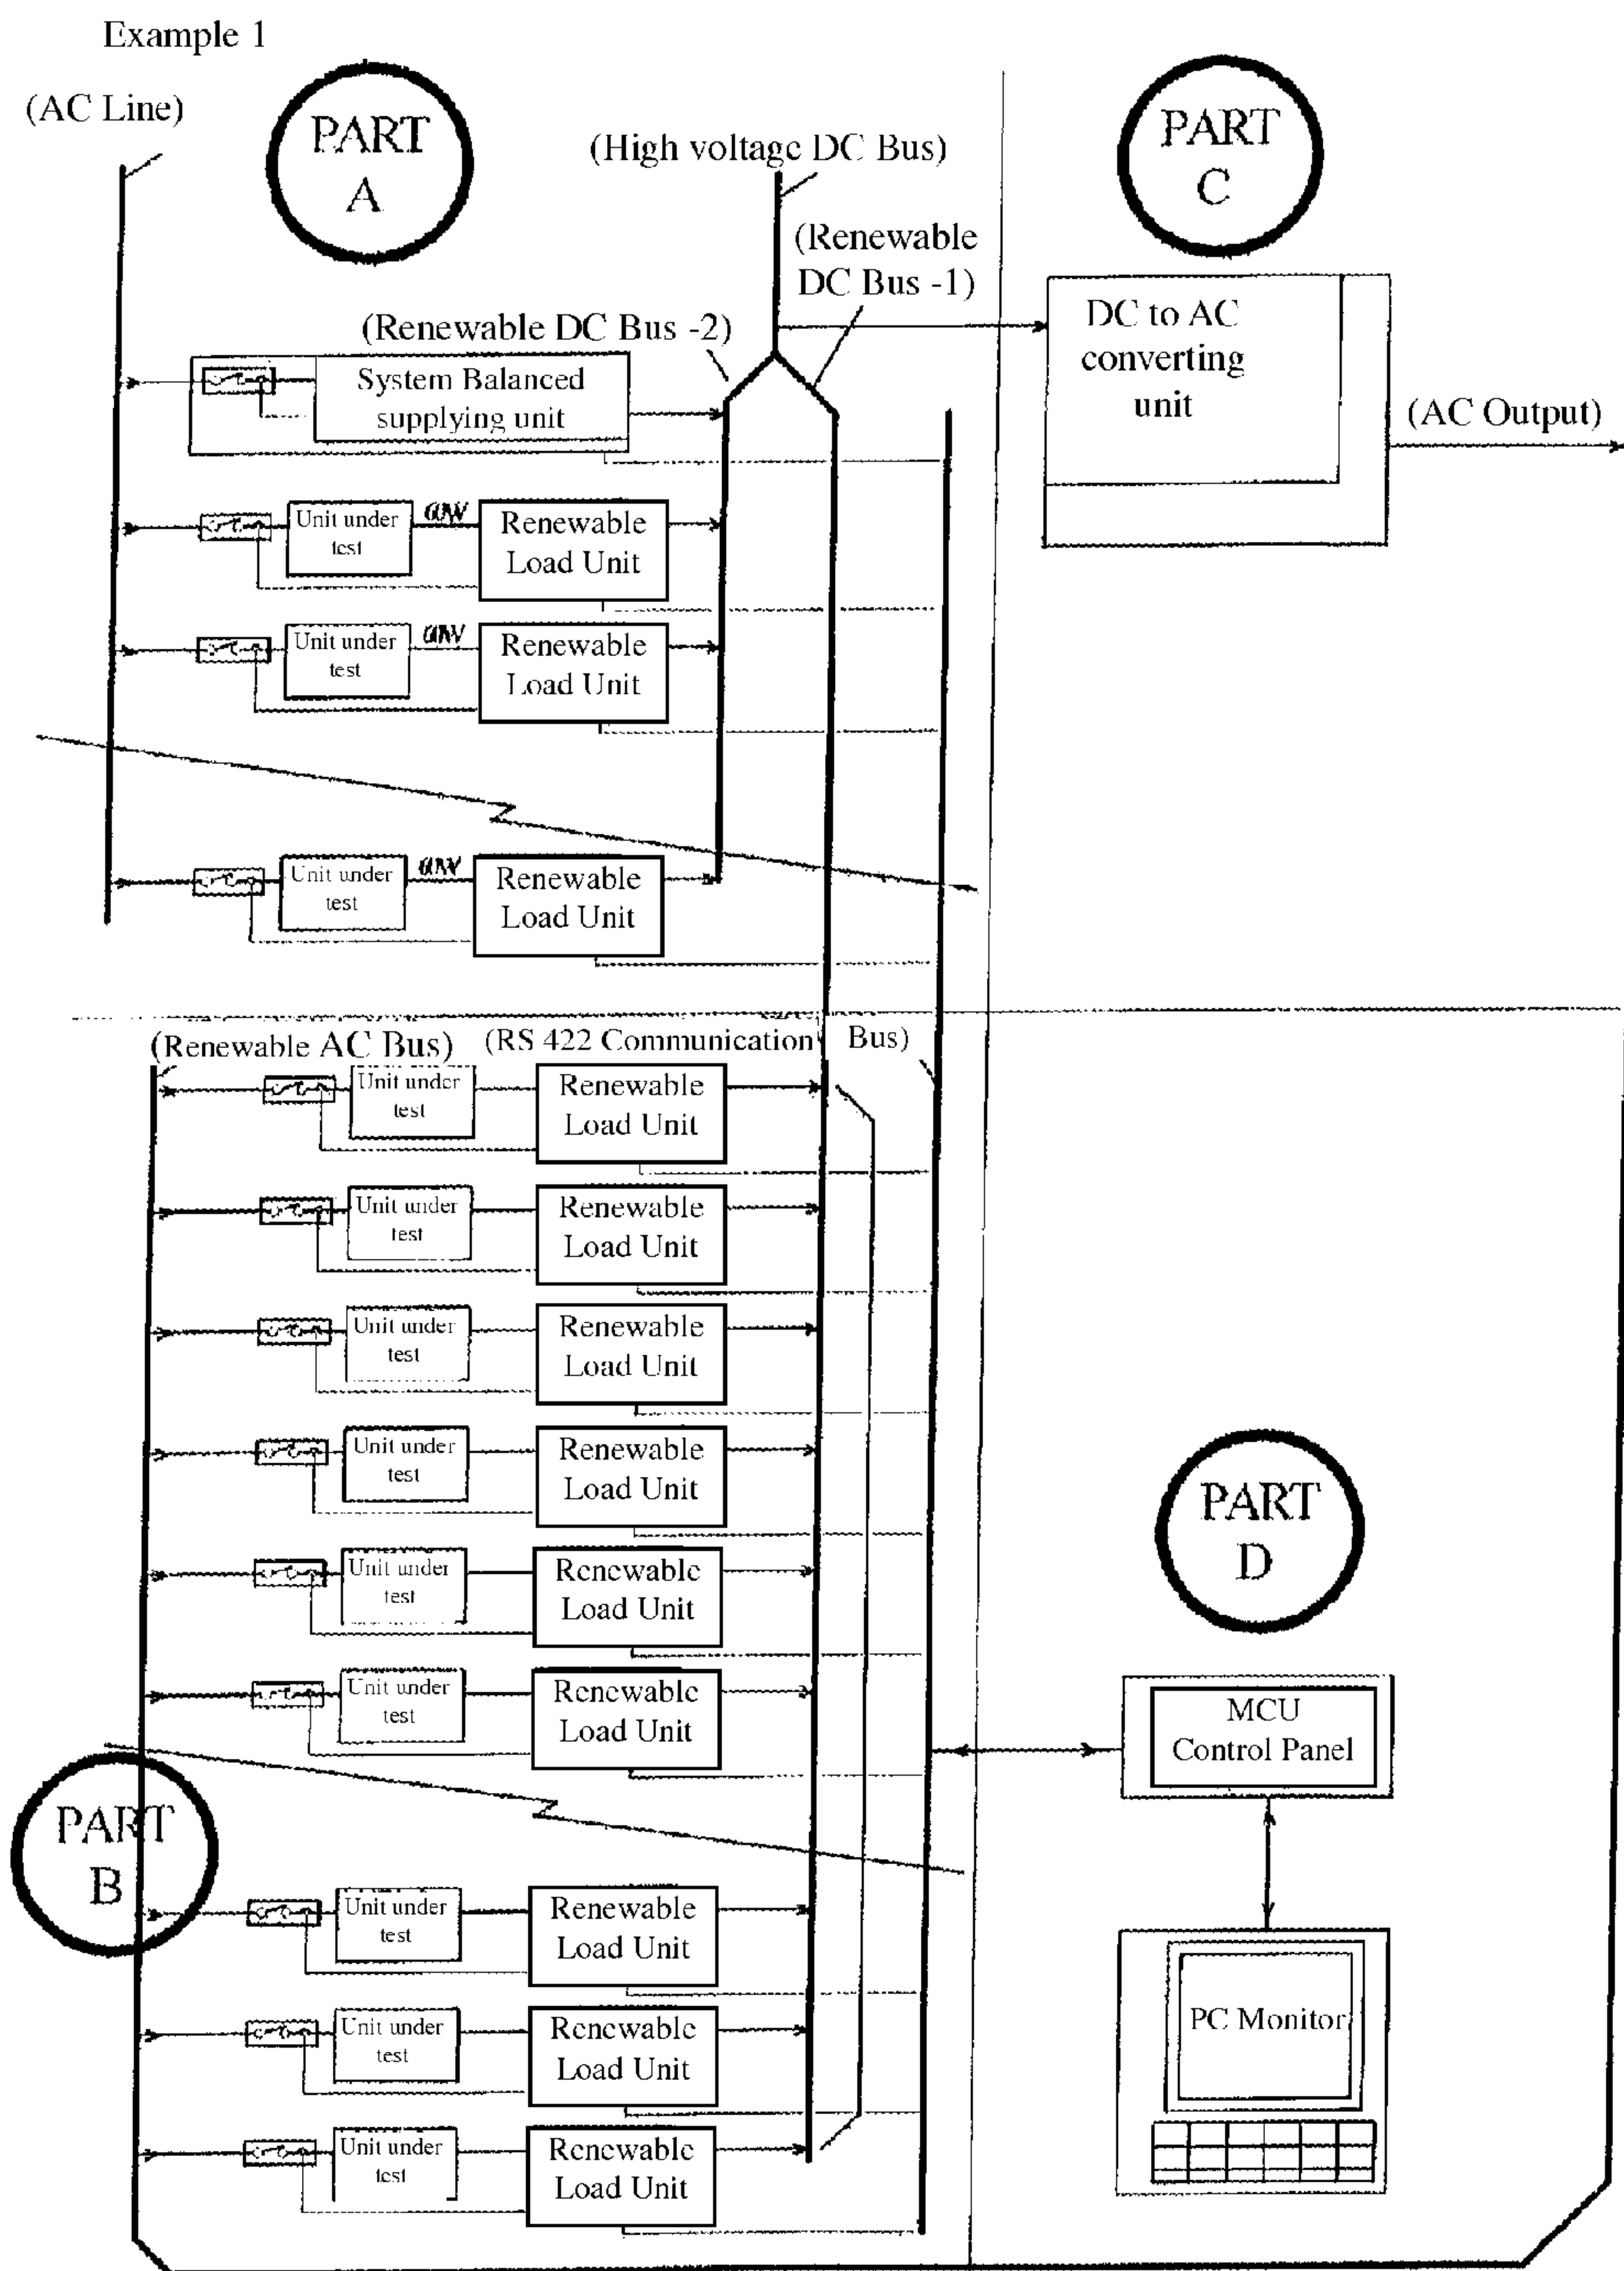 Example 1
(AC Line)
PART
A
(High voltage DC Bus)
PART
C
(Renewable
DC Bus -1)
(Renewable DC Bus -2)
DC to AC
converting
unit
(AC Output)
System Balanced
supplying unit
Unit under
test
Renewable
Load Unit
Unit under
test
Renewable
Load Unit
Unit under
test
Renewable
Load Unit
(Renewable AC Bus)
(RS 422 Communication Bus)
Unit under
test
Renewable
Load Unit
Unit under
test
Renewable
Load Unit
Unit under
test
Renewable
Load Unit
Unit under
test
Renewable
Load Unit
Unit under
test
Renewable
Load Unit
Unit under
test
Renewable
Load Unit
PART
D
MCU
Control Panel
PART
B
Unit under
test
Renewable
Load Unit
Unit under
test
Renewable
Load Unit
Unit under
test
Renewable
Load Unit
PC Monitor